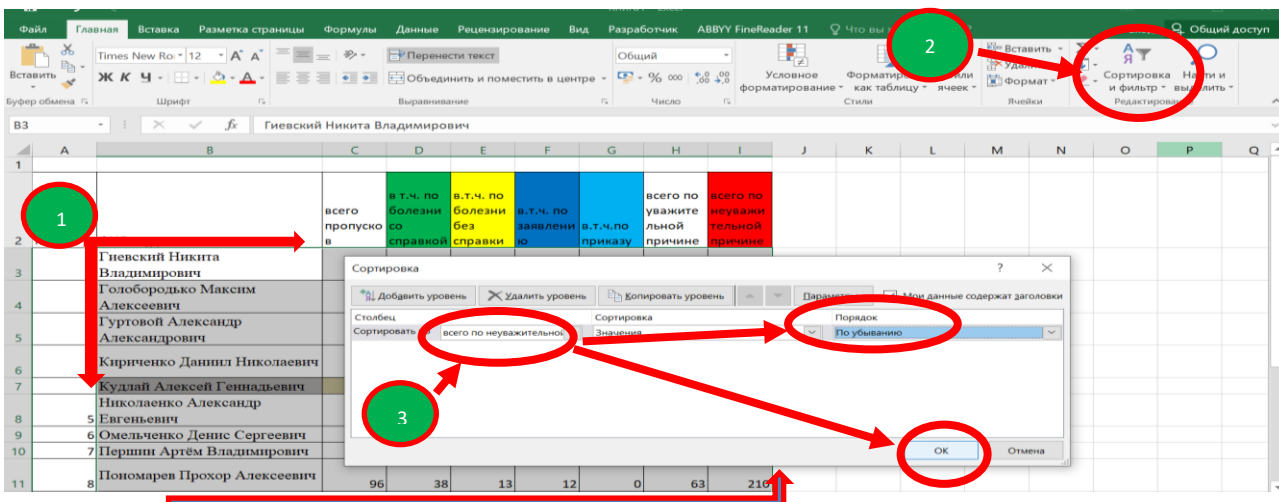 Файл Главная Вставка Разметка страницы Формулы Данные Рецензирование Вид Разработчик ABBYY FineReader 11 Что вы Общий доступ
Times New Ro 12
Перенести текст
Общий
Вставить
Ж К Ч
Объединить и поместить в центре
% 000
Условное форматирование
как таблицу
ячеек
Вставить
Формат
Сортировка и фильтр
Найти и выделить
Буфер обмена Шрифт Выравнивание Число Стили Ячейки
B3 fx Гиевский Никита Владимирович
A B C D E F G H I J K L M N O P Q
1
2
всего пропусков
в т.ч. по болезни со справкой
в.т.ч. по болезни без справки
в.т.ч. по заявлению
в.т.ч.по приказу
всего по уважительной причине
всего по неуважительной причине
3 Гиевский Никита Владимирович
4 Голобородько Максим Алексеевич
5 Гуртовой Александр Александрович
6 Кириченко Даниил Николаевич
7 Кудлай Алексей Геннадьевич
8 5 Николаенко Александр Евгеньевич
9 6 Омельченко Денис Сергеевич
10 7 Першин Артём Владимирович
11 8 Пономарев Прохор Алексеевич 96 38 13 12 0 63 210
Сортировка ?
Добавить уровень Удалить уровень Копировать уровень Мои данные содержат заголовки
Столбец Сортировка Порядок
Сортировать
всего по неуважительной
Значения
По убыванию
OK Отмена
1
2
3